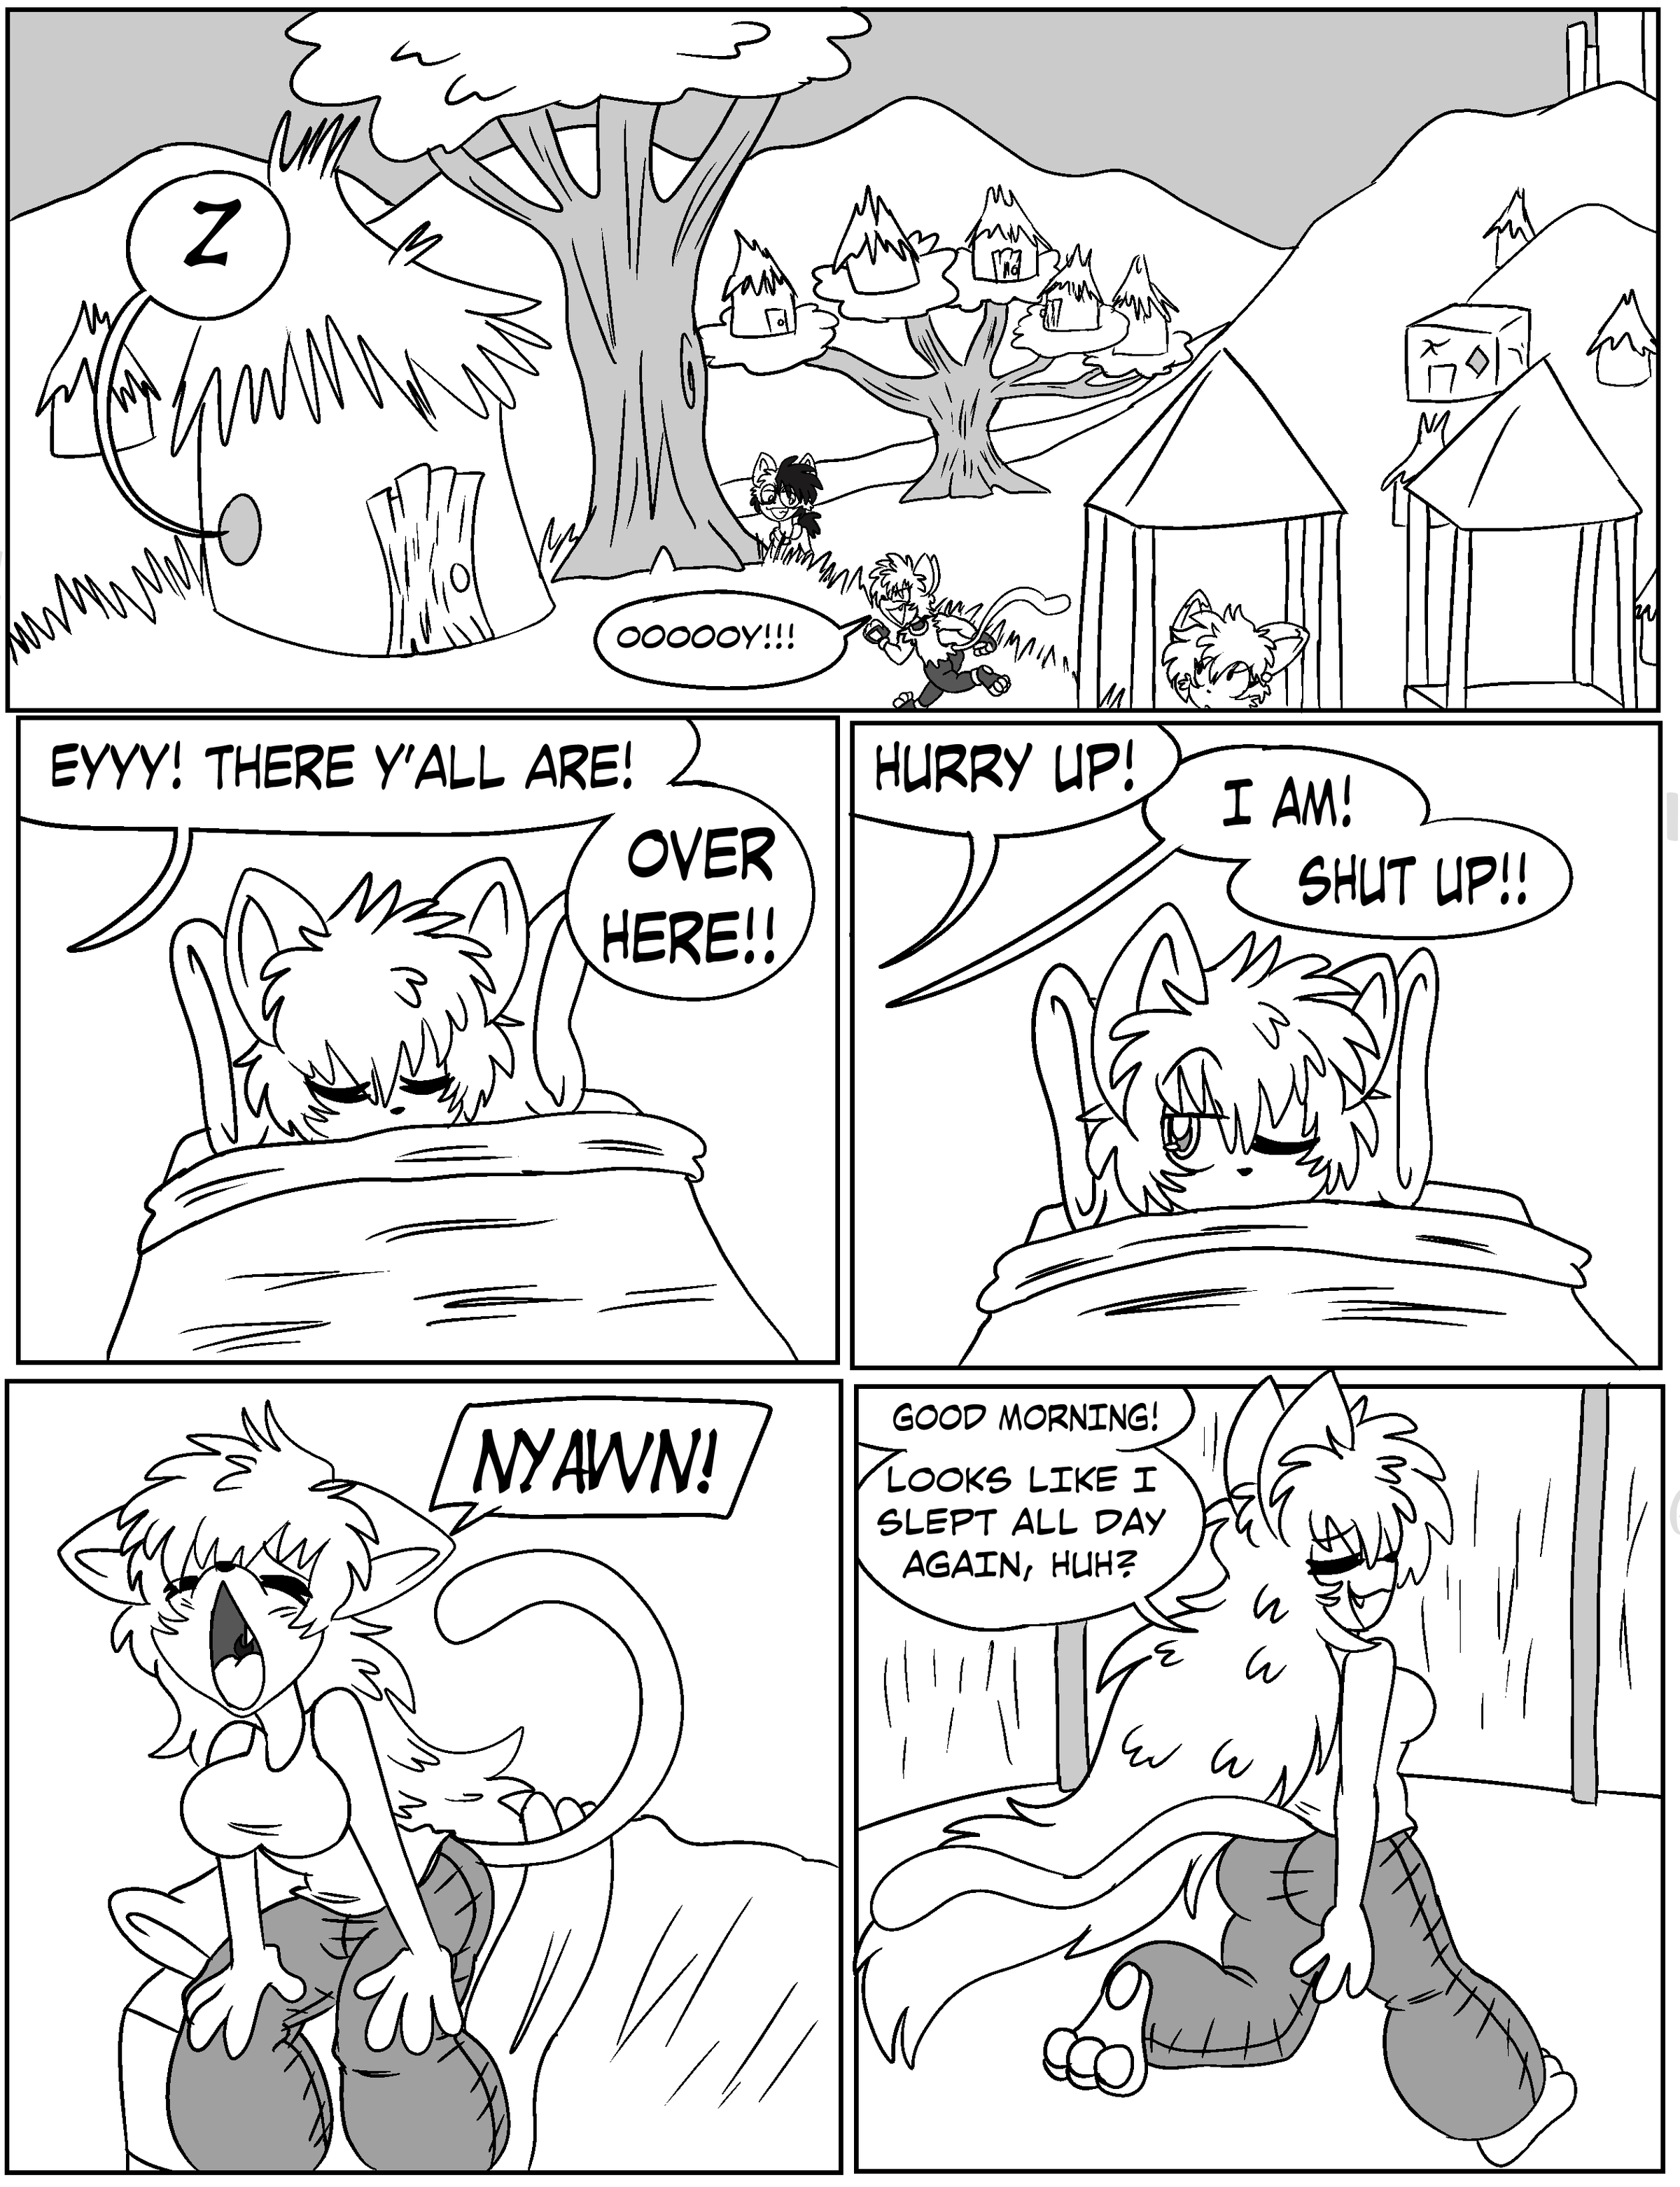 Z
OOOOOY!!!
EYYY! THERE Y'ALL ARE!
OVER
HERE!!
HURRY UP!
I AM!
SHUT UP!!
NYAWN!
GOOD MORNING!
LOOKS LIKE I
SLEPT ALL DAY
AGAIN, HUH?